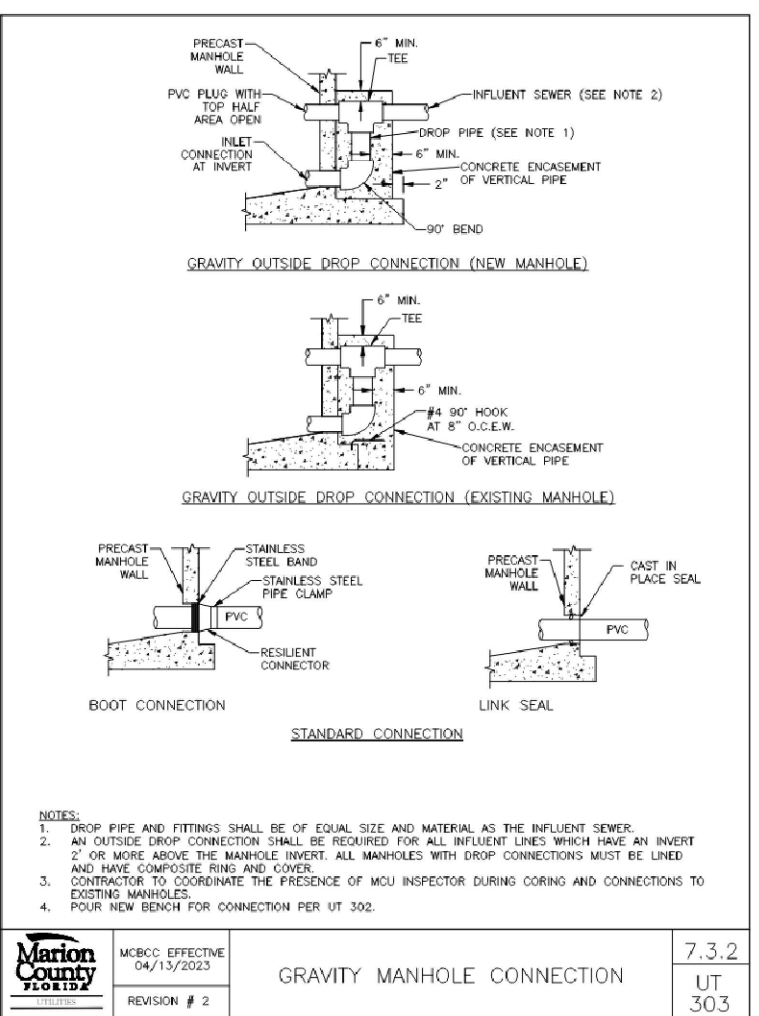 PRECAST
MANHOLE
WALL
6" MIN.
TEE
PVC PLUG WITH
TOP HALF
AREA OPEN
INFLUENT SEWER (SEE NOTE 2)
INLET
CONNECTION
AT INVERT
DROP PIPE (SEE NOTE 1)
6" MIN.
CONCRETE ENCASEMENT
OF VERTICAL PIPE
2"
90° BEND
GRAVITY OUTSIDE DROP CONNECTION (NEW MANHOLE)
6" MIN.
TEE
6" MIN.
#4 90° HOOK
AT 8" O.C.E.W.
CONCRETE ENCASEMENT
OF VERTICAL PIPE
GRAVITY OUTSIDE DROP CONNECTION (EXISTING MANHOLE)
PRECAST
MANHOLE
WALL
STAINLESS
STEEL BAND
STAINLESS STEEL
PIPE CLAMP
PVC
RESILIENT
CONNECTOR
BOOT CONNECTION
PRECAST
MANHOLE
WALL
CAST IN
PLACE SEAL
PVC
LINK SEAL
STANDARD CONNECTION
NOTES:
1. DROP PIPE AND FITTINGS SHALL BE OF EQUAL SIZE AND MATERIAL AS THE INFLUENT SEWER.
2. AN OUTSIDE DROP CONNECTION SHALL BE REQUIRED FOR ALL INFLUENT LINES WHICH HAVE AN INVERT
2' OR MORE ABOVE THE MANHOLE INVERT. ALL MANHOLES WITH DROP CONNECTIONS MUST BE LINED
AND HAVE COMPOSITE RING AND COVER.
3. CONTRACTOR TO COORDINATE THE PRESENCE OF MCU INSPECTOR DURING CORING AND CONNECTIONS TO
EXISTING MANHOLES.
4. POUR NEW BENCH FOR CONNECTION PER UT 302.
Marion
County
FLORIDA
UTILITIES
MCBCC EFFECTIVE
04/13/2023
REVISION # 2
GRAVITY MANHOLE CONNECTION
7.3.2
UT
303